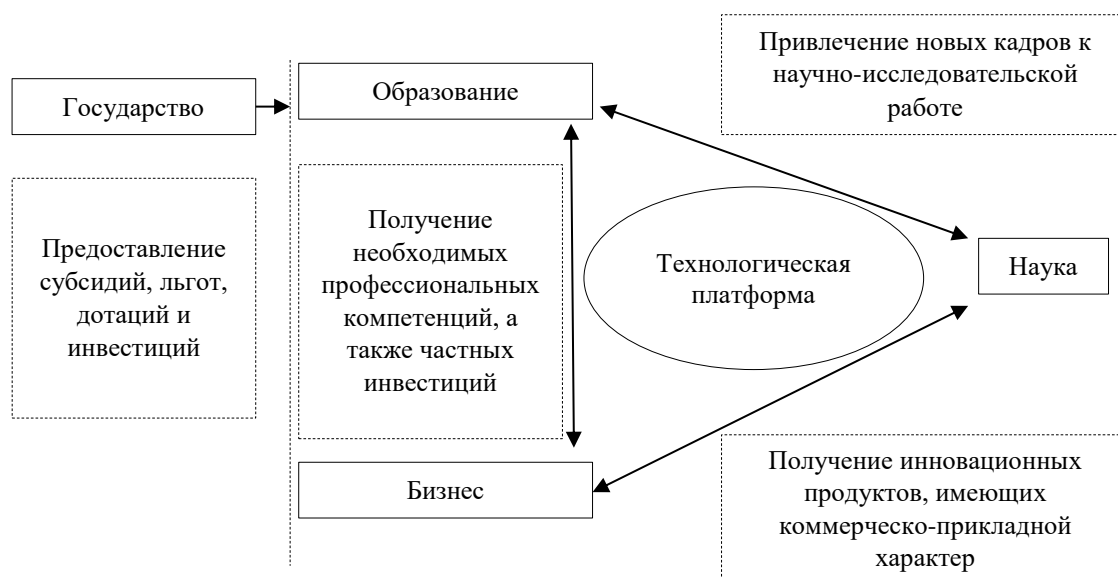 Государство
Предоставление
субсидий, льгот,
дотаций и
инвестиций
Образование
Получение
необходимых
профессиональных
компетенций, а
также частных
инвестиций
Бизнес
Привлечение новых кадров к
научно-исследовательской
работе
Технологическая
платформа
Наука
Получение инновационных
продуктов, имеющих
коммерческо-прикладной
характер